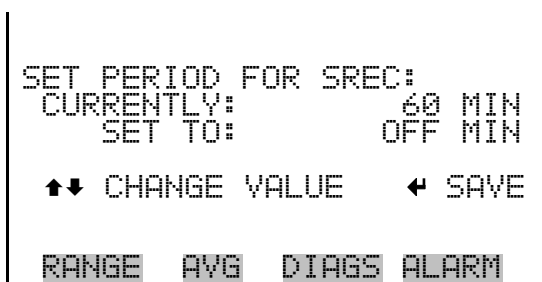 SET PERIOD FOR SREC:
CURRENTLY: 60 MIN
SET TO: OFF MIN
⬆⬇ CHANGE VALUE ↵ SAVE
RANGE AVG DIAGS ALARM